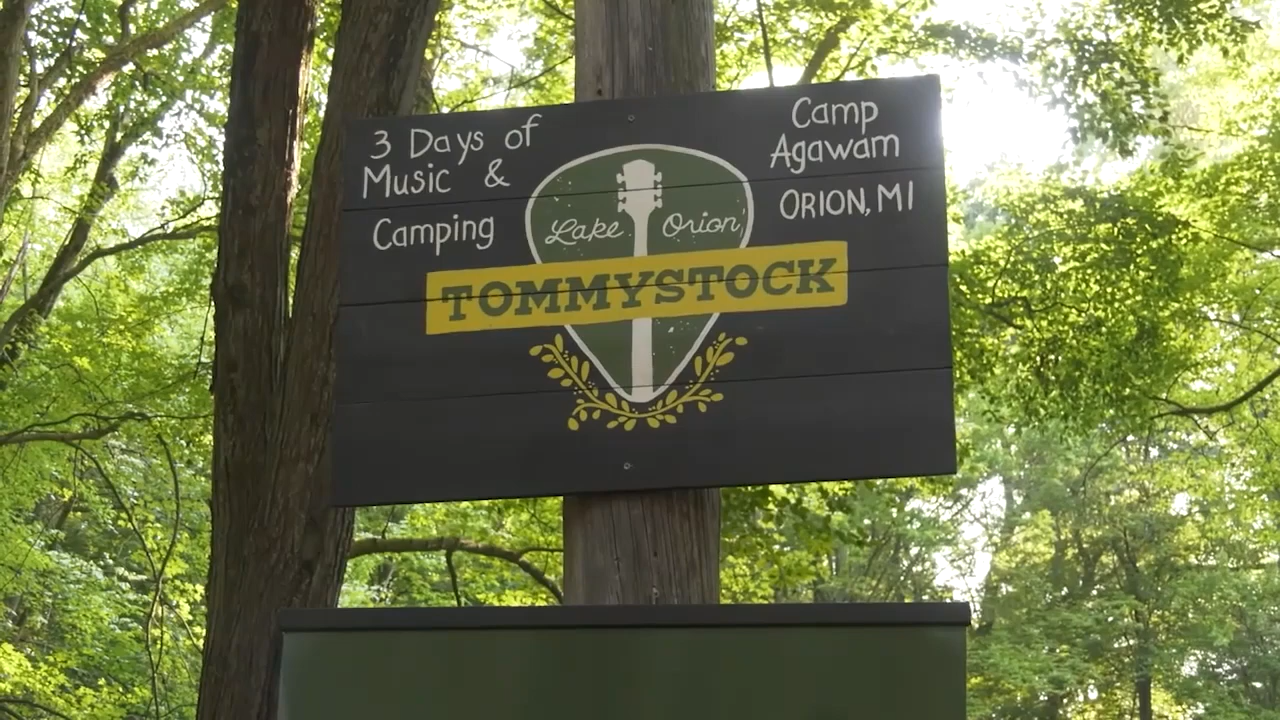 3 Days of
Music &
Camping
Camp
Agawam
ORION, MI
Lake Orion
TOMMYSTOCK